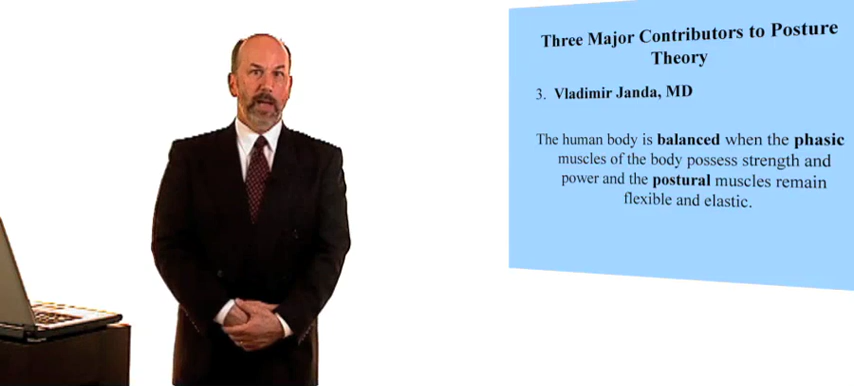 Three Major Contributors to Posture
Theory
3. Vladimir Janda, MD
The human body is balanced when the phasic
muscles of the body possess strength and
power and the postural muscles remain
flexible and elastic.